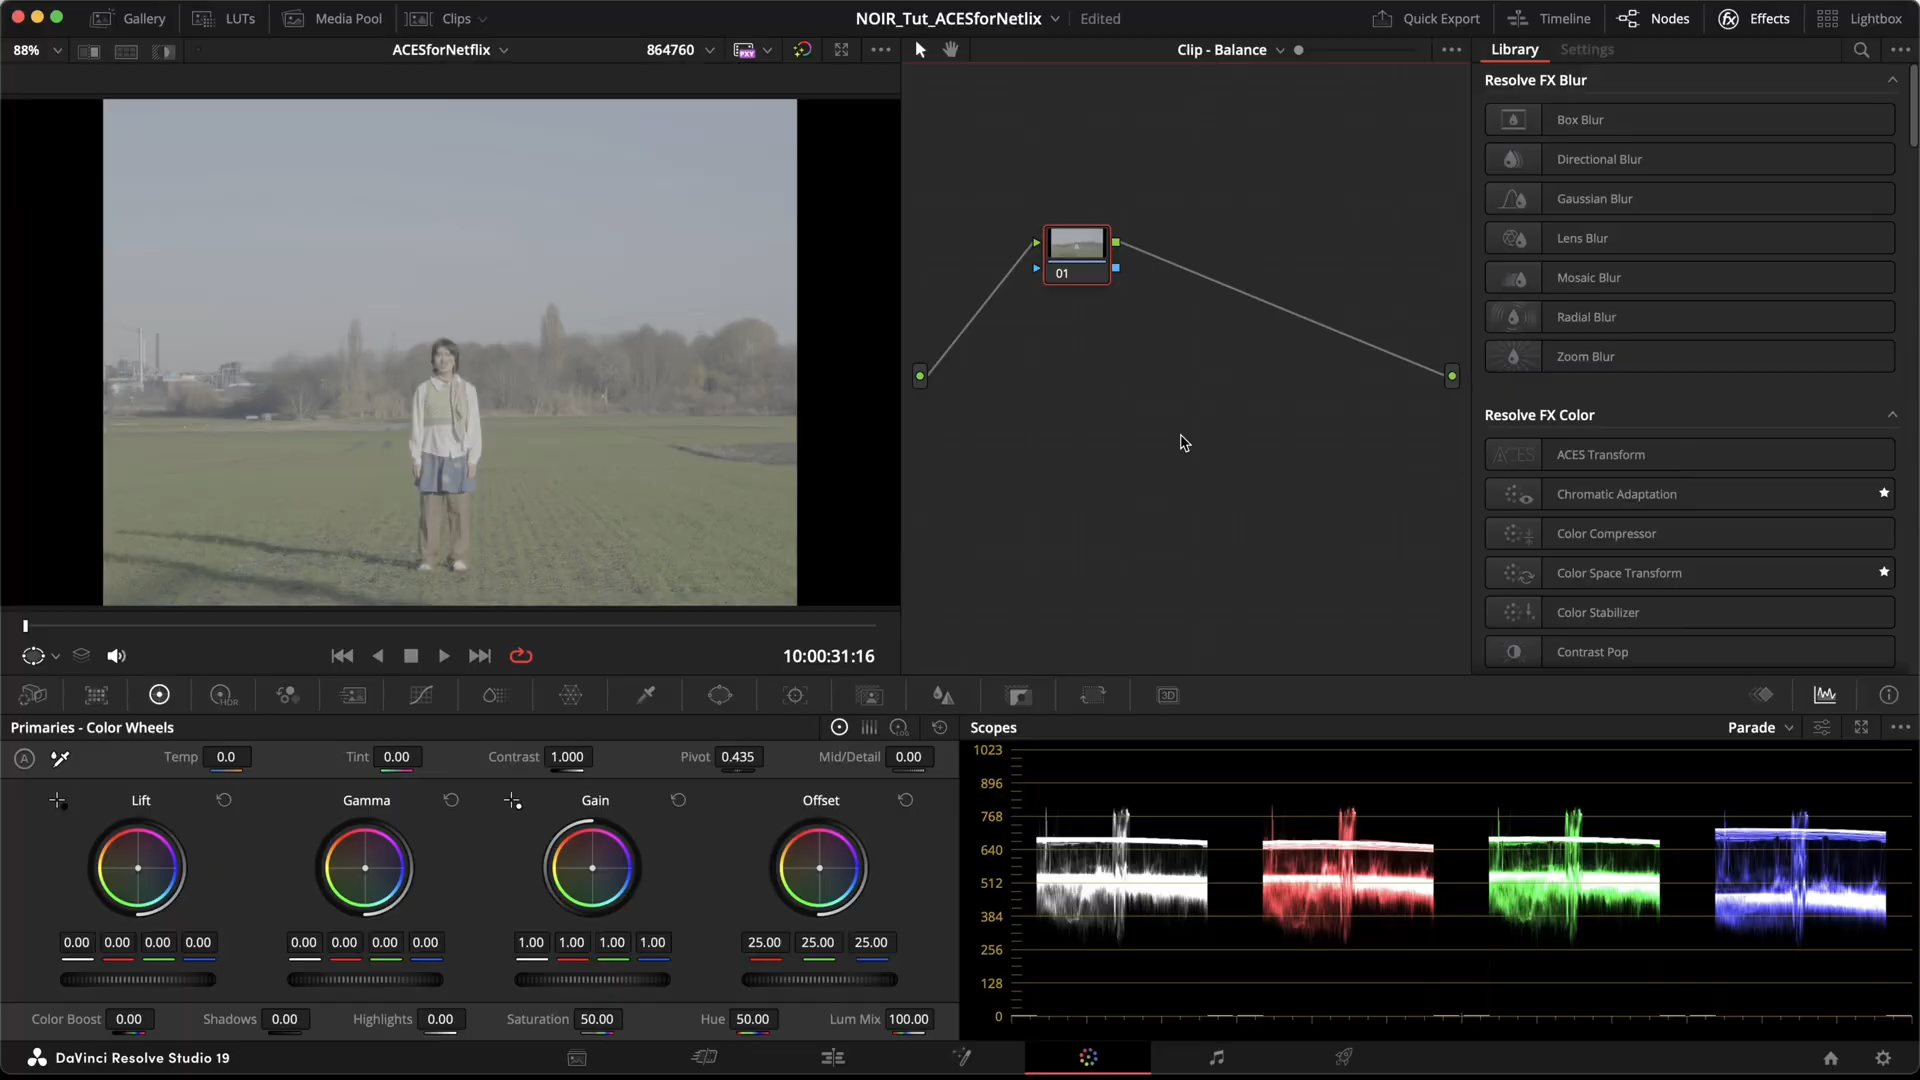 Gallery
LUTs
Media Pool
Clips
NOIR_Tut_ACESforNetlix
Edited
Quick Export
Timeline
Nodes
Effects
Lightbox
88%
ACESforNetflix
864760
PXY
Clip - Balance
Library
Settings
Resolve FX Blur
Box Blur
Directional Blur
Gaussian Blur
Lens Blur
Mosaic Blur
Radial Blur
Zoom Blur
01
Resolve FX Color
ACES
ACES Transform
Chromatic Adaptation
Color Compressor
Color Space Transform
Color Stabilizer
Contrast Pop
10:00:31:16
HDR
3D
Primaries - Color Wheels
LOG
Scopes
Parade
A
Temp 0.0
Tint 0.00
Contrast 1.000
Pivot 0.435
Mid/Detail 0.00
Lift
Gamma
Gain
Offset
0.00 0.00 0.00 0.00
0.00 0.00 0.00 0.00
1.00 1.00 1.00 1.00
25.00 25.00 25.00
Color Boost 0.00
Shadows 0.00
Highlights 0.00
Saturation 50.00
Hue 50.00
Lum Mix 100.00
1023
896
768
640
512
384
256
128
0
DaVinci Resolve Studio 19